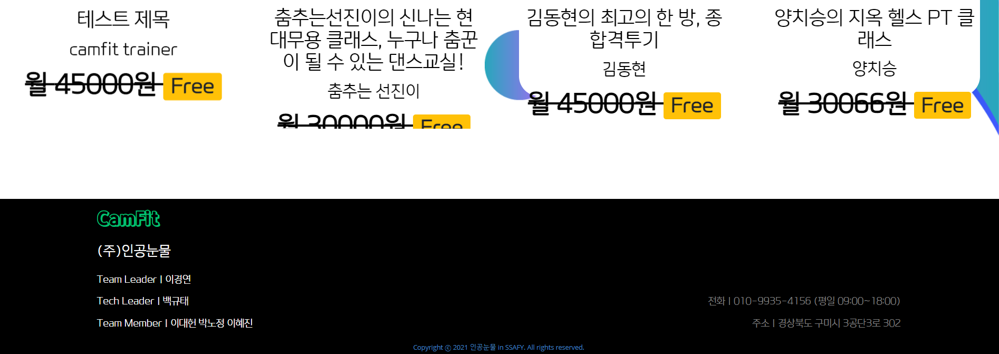 테스트 제목
camfit trainer
월 45000원 Free
춤추는선진이의 신나는 현
대무용 클래스, 누구나 춤꾼
이 될 수 있는 댄스교실!
춤추는 선진이
월 30000원 Free
김동현의 최고의 한 방, 종
합격투기
김동현
월 45000원 Free
양치승의 지옥 헬스 PT 클
래스
양치승
월 30066원 Free
CamFit
(주)인공눈물
Team Leader | 이경연
Tech Leader | 백규태
Team Member | 이대헌 박노정 이혜진
전화 | 010-9935-4156 (평일 09:00~18:00)
주소 | 경상북도 구미시 3공단3로 302
Copyright ⓒ 2021 인공눈물 in SSAFY. All rights reserved.